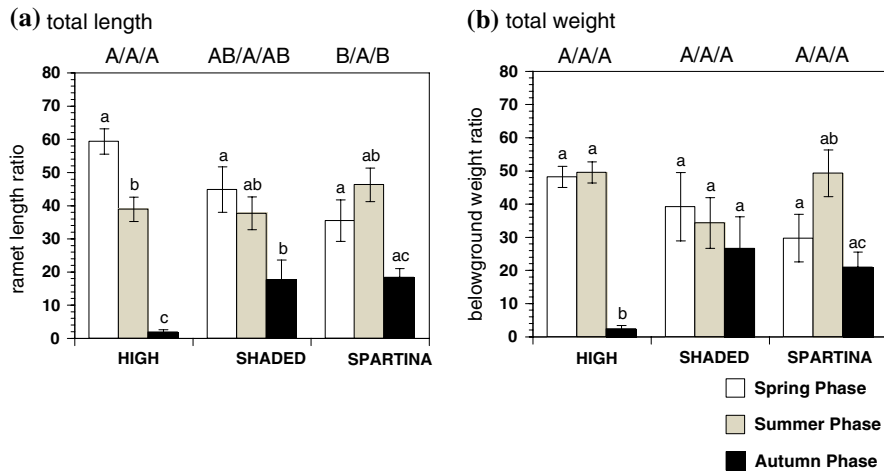 (a) total length
A/A/A AB/A/AB B/A/B
ramet length ratio
80
70
60
50
40
30
20
10
0
a
b
c
a
ab
b
a
ab
ac
HIGH SHADED SPARTINA
(b) total weight
A/A/A A/A/A A/A/A
belowground weight ratio
80
70
60
50
40
30
20
10
0
a
a
b
a
a
a
a
ab
ac
HIGH SHADED SPARTINA
Spring Phase
Summer Phase
Autumn Phase